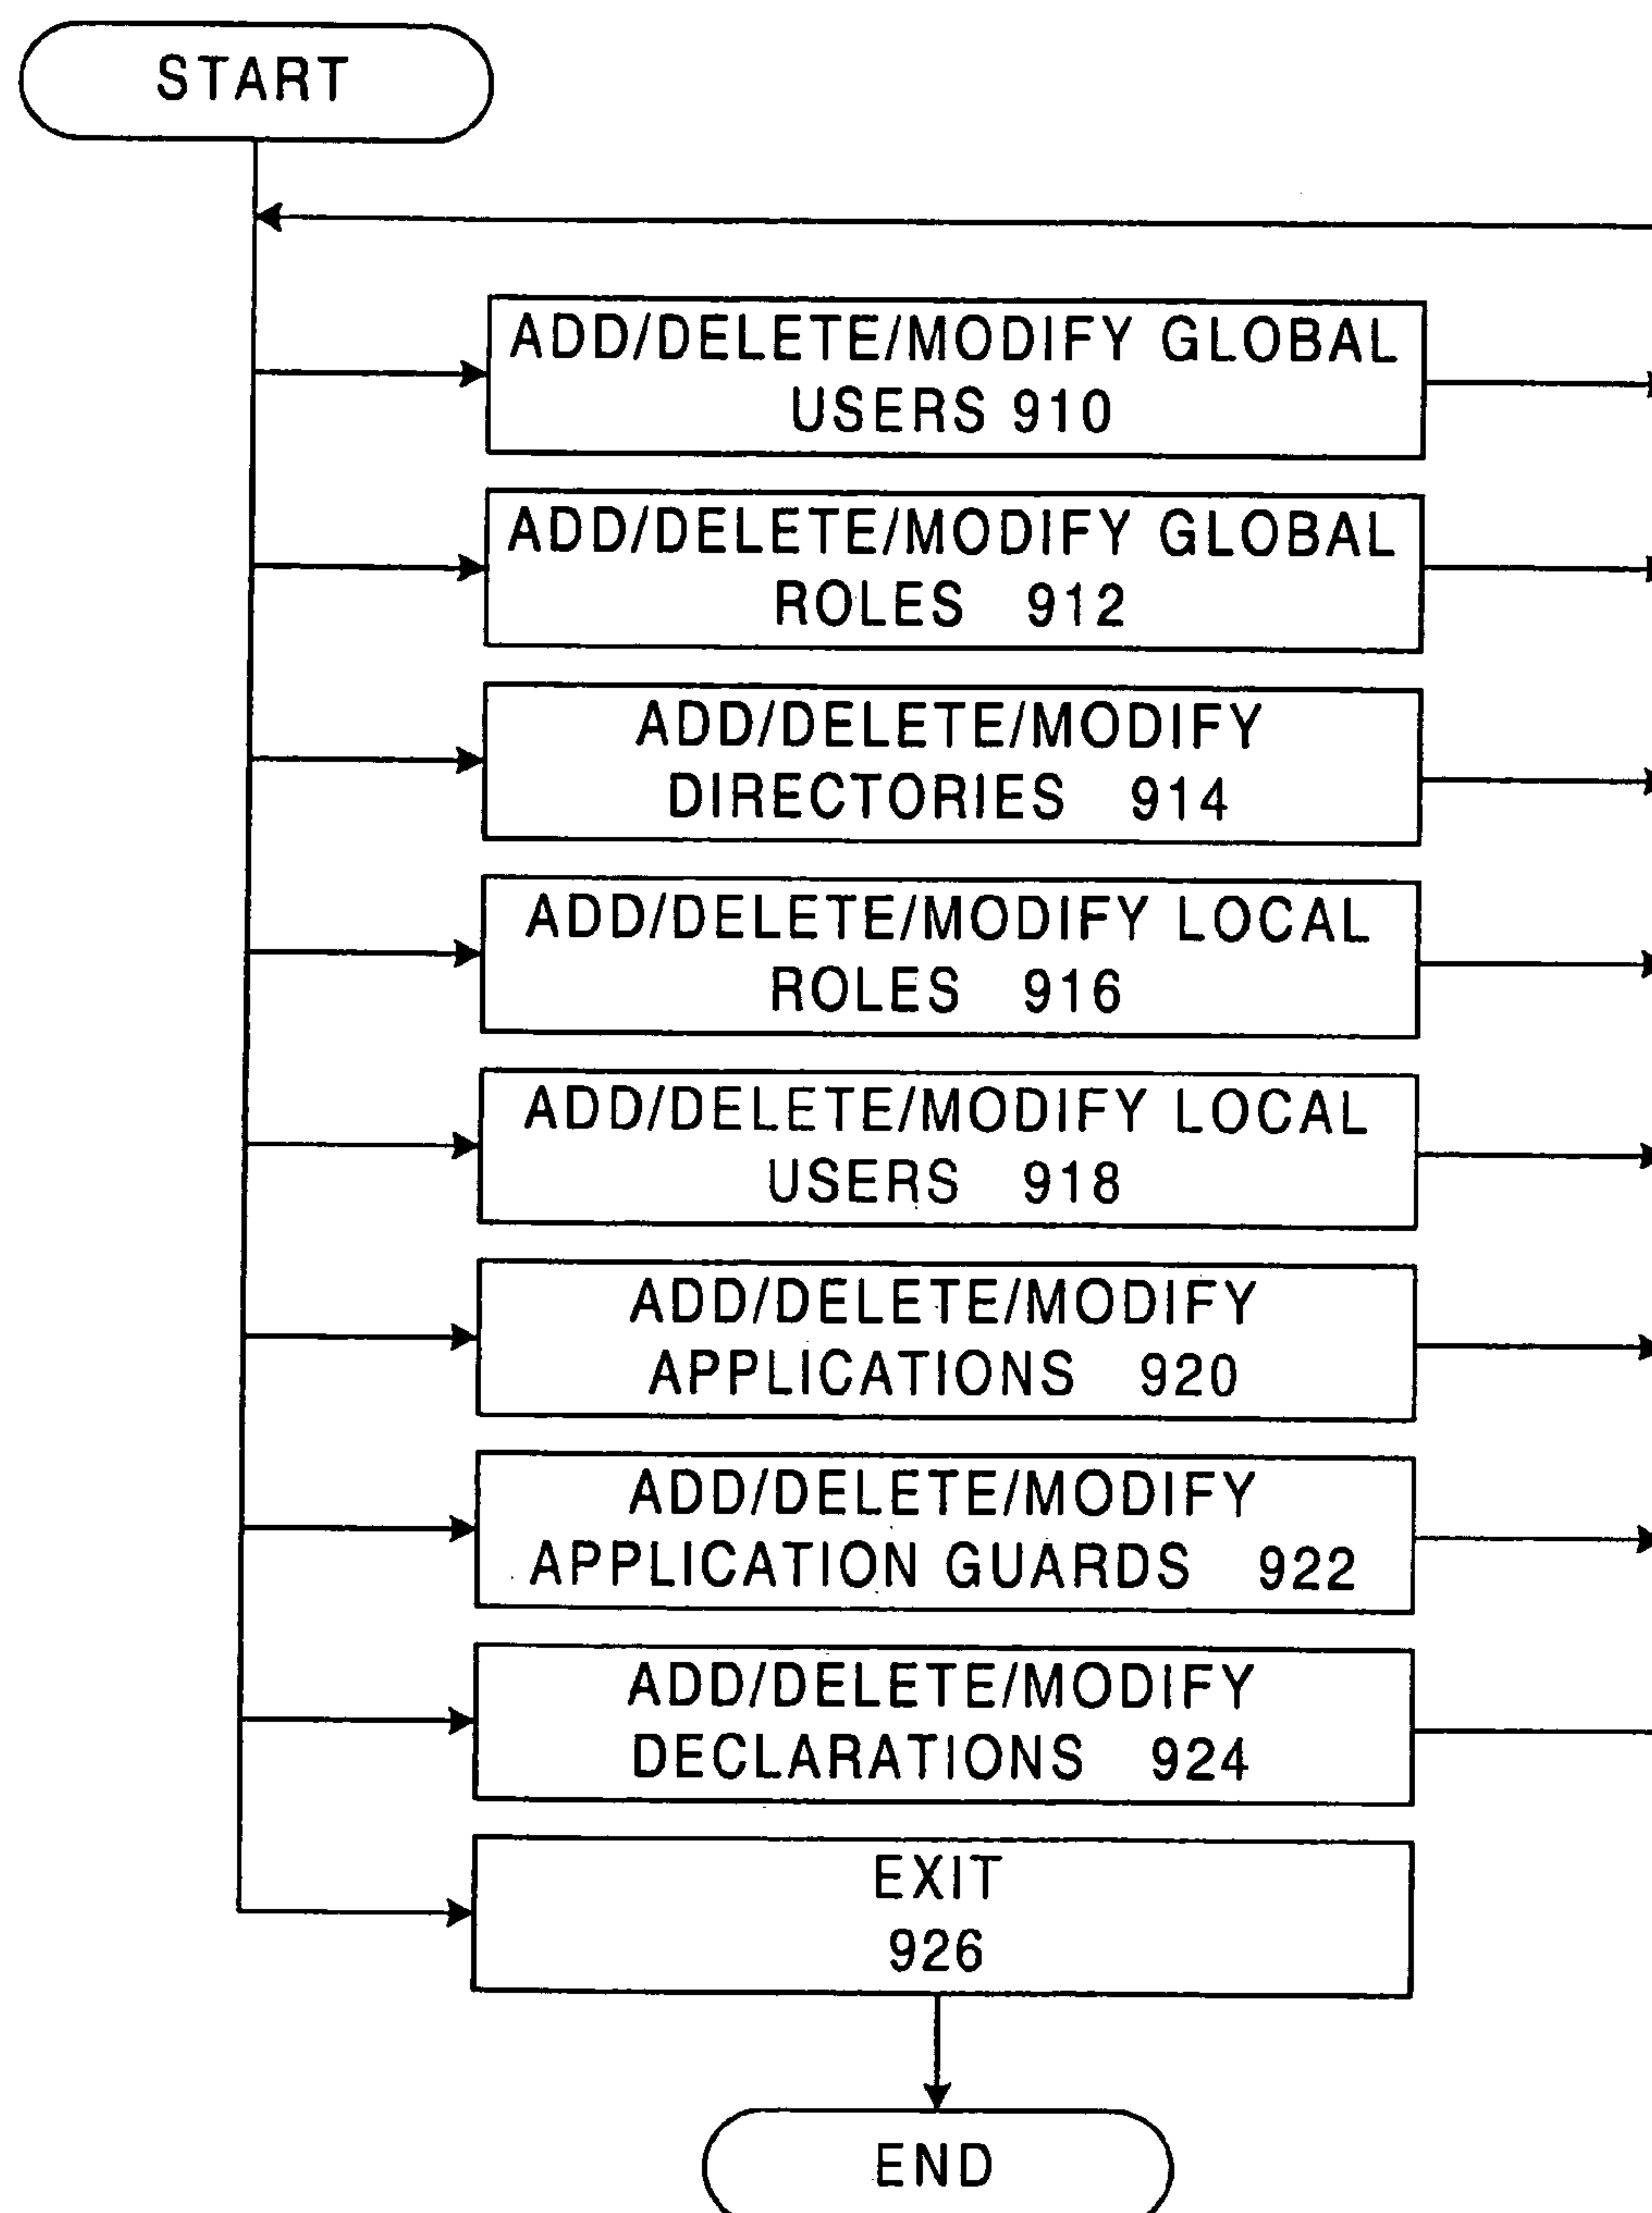 START
ADD/DELETE/MODIFY GLOBAL
USERS 910
ADD/DELETE/MODIFY GLOBAL
ROLES 912
ADD/DELETE/MODIFY
DIRECTORIES 914
ADD/DELETE/MODIFY LOCAL
ROLES 916
ADD/DELETE/MODIFY LOCAL
USERS 918
ADD/DELETE/MODIFY
APPLICATIONS 920
ADD/DELETE/MODIFY
APPLICATION GUARDS 922
ADD/DELETE/MODIFY
DECLARATIONS 924
EXIT
926
END